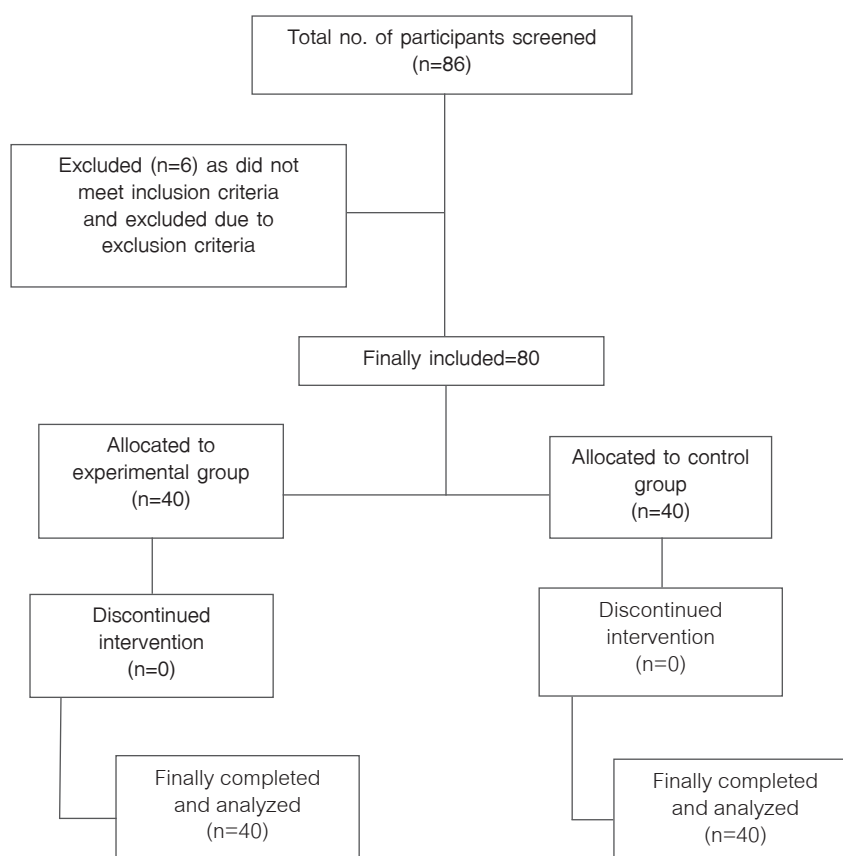 Total no. of participants screened
(n=86)
Excluded (n=6) as did not
meet inclusion criteria
and excluded due to
exclusion criteria
Finally included=80
Allocated to
experimental group
(n=40)
Allocated to control
group
(n=40)
Discontinued
intervention
(n=0)
Discontinued
intervention
(n=0)
Finally completed
and analyzed
(n=40)
Finally completed
and analyzed
(n=40)